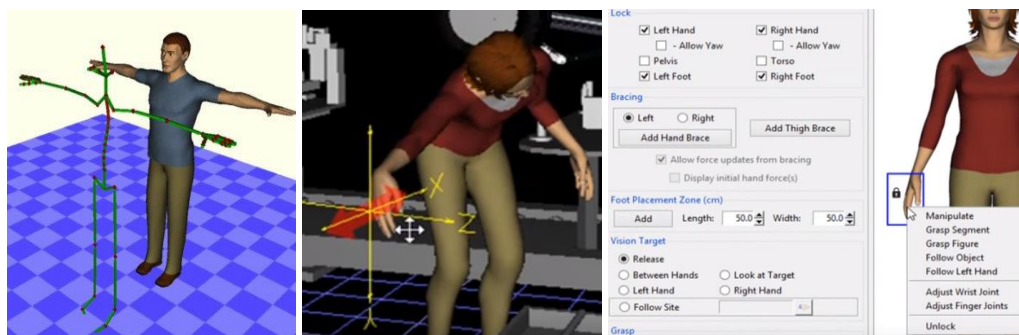 X
Z
Lock
Left Hand Right Hand
- Allow Yaw - Allow Yaw
Pelvis Torso
Left Foot Right Foot
Bracing
Left Right
Add Hand Brace Add Thigh Brace
Allow force updates from bracing
Display initial hand force(s)
Foot Placement Zone (cm)
Add Length: 50.0 Width: 50.0
Vision Target
Release
Between Hands Look at Target
Left Hand Right Hand
Follow Site
Grasp
Manipulate
Grasp Segment
Grasp Figure
Follow Object
Follow Left Hand
Adjust Wrist Joint
Adjust Finger Joints
Unlock